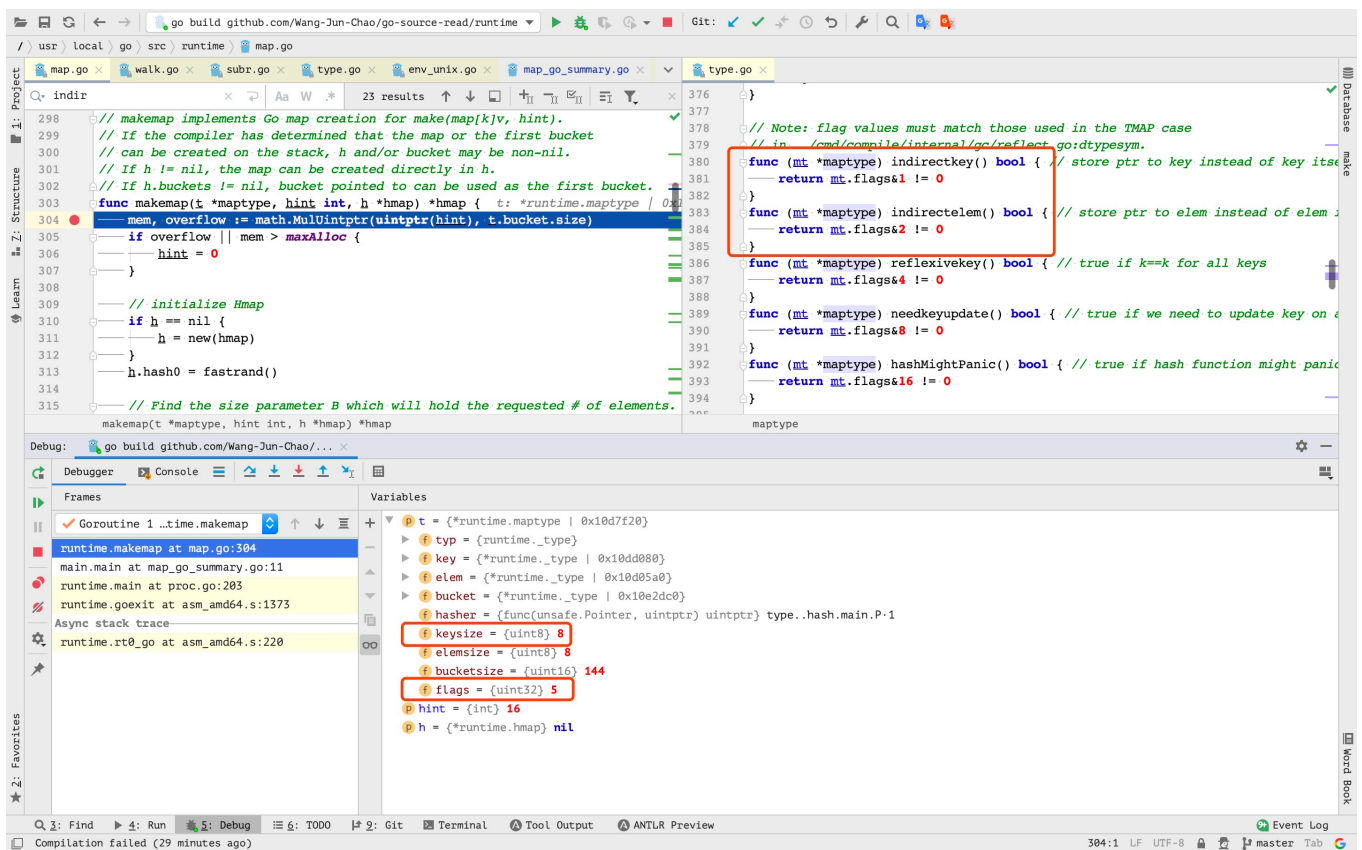 go build github.com/Wang-Jun-Chao/go-source-read/runtime
Git:
/ usr local go src runtime map.go
map.go walk.go subr.go type.go env_unix.go map_go_summary.go type.go
indir Aa W .* 23 results
298 // makemap implements Go map creation for make(map[k]v, hint).
299 // If the compiler has determined that the map or the first bucket
300 // can be created on the stack, h and/or bucket may be non-nil.
301 // If h != nil, the map can be created directly in h.
302 // If h.buckets != nil, bucket pointed to can be used as the first bucket.
303 func makemap(t *maptype, hint int, h *hmap) *hmap { t: *runtime.maptype |
304 mem, overflow := math.MulUintptr(uintptr(hint), t.bucket.size)
305 if overflow || mem > maxAlloc {
306 hint = 0
307 }
308
309 // initialize Hmap
310 if h == nil {
311 h = new(hmap)
312 }
313 h.hash0 = fastrand()
314
315 // Find the size parameter B which will hold the requested # of elements.
makemap(t *maptype, hint int, h *hmap) *hmap
376 }
377
378 // Note: flag values must match those used in the TMAP case
379 // in ../cmd/compile/internal/gc/reflect.go:dtypesym.
380 func (mt *maptype) indirectkey() bool { // store ptr to key instead of key itse
381 return mt.flags&1 != 0
382 }
383 func (mt *maptype) indirectelem() bool { // store ptr to elem instead of elem
384 return mt.flags&2 != 0
385 }
386 func (mt *maptype) reflexivekey() bool { // true if k==k for all keys
387 return mt.flags&4 != 0
388 }
389 func (mt *maptype) needkeyupdate() bool { // true if we need to update key on
390 return mt.flags&8 != 0
391 }
392 func (mt *maptype) hashMightPanic() bool { // true if hash function might panic
393 return mt.flags&16 != 0
394 }
maptype
1: Project
7: Structure
Learn
2: Favorites
Database
make
Word Book
Debug: go build github.com/Wang-Jun-Chao/...
Debugger Console
Frames
Goroutine 1 …time.makemap
runtime.makemap at map.go:304
main.main at map_go_summary.go:11
runtime.main at proc.go:203
runtime.goexit at asm_amd64.s:1373
Async stack trace
runtime.rt0_go at asm_amd64.s:220
Variables
t = {*runtime.maptype | 0x10d7f20}
typ = {runtime._type}
key = {*runtime._type | 0x10dd080}
elem = {*runtime._type | 0x10d05a0}
bucket = {*runtime._type | 0x10e2dc0}
hasher = {func(unsafe.Pointer, uintptr) uintptr} type..hash.main.P·1
keysize = {uint8} 8
elemsize = {uint8} 8
bucketsize = {uint16} 144
flags = {uint32} 5
hint = {int} 16
h = {*runtime.hmap} nil
3: Find 4: Run 5: Debug 6: TODO 9: Git Terminal Tool Output ANTLR Preview Event Log
Compilation failed (29 minutes ago) 304:1 LF UTF-8 master Tab